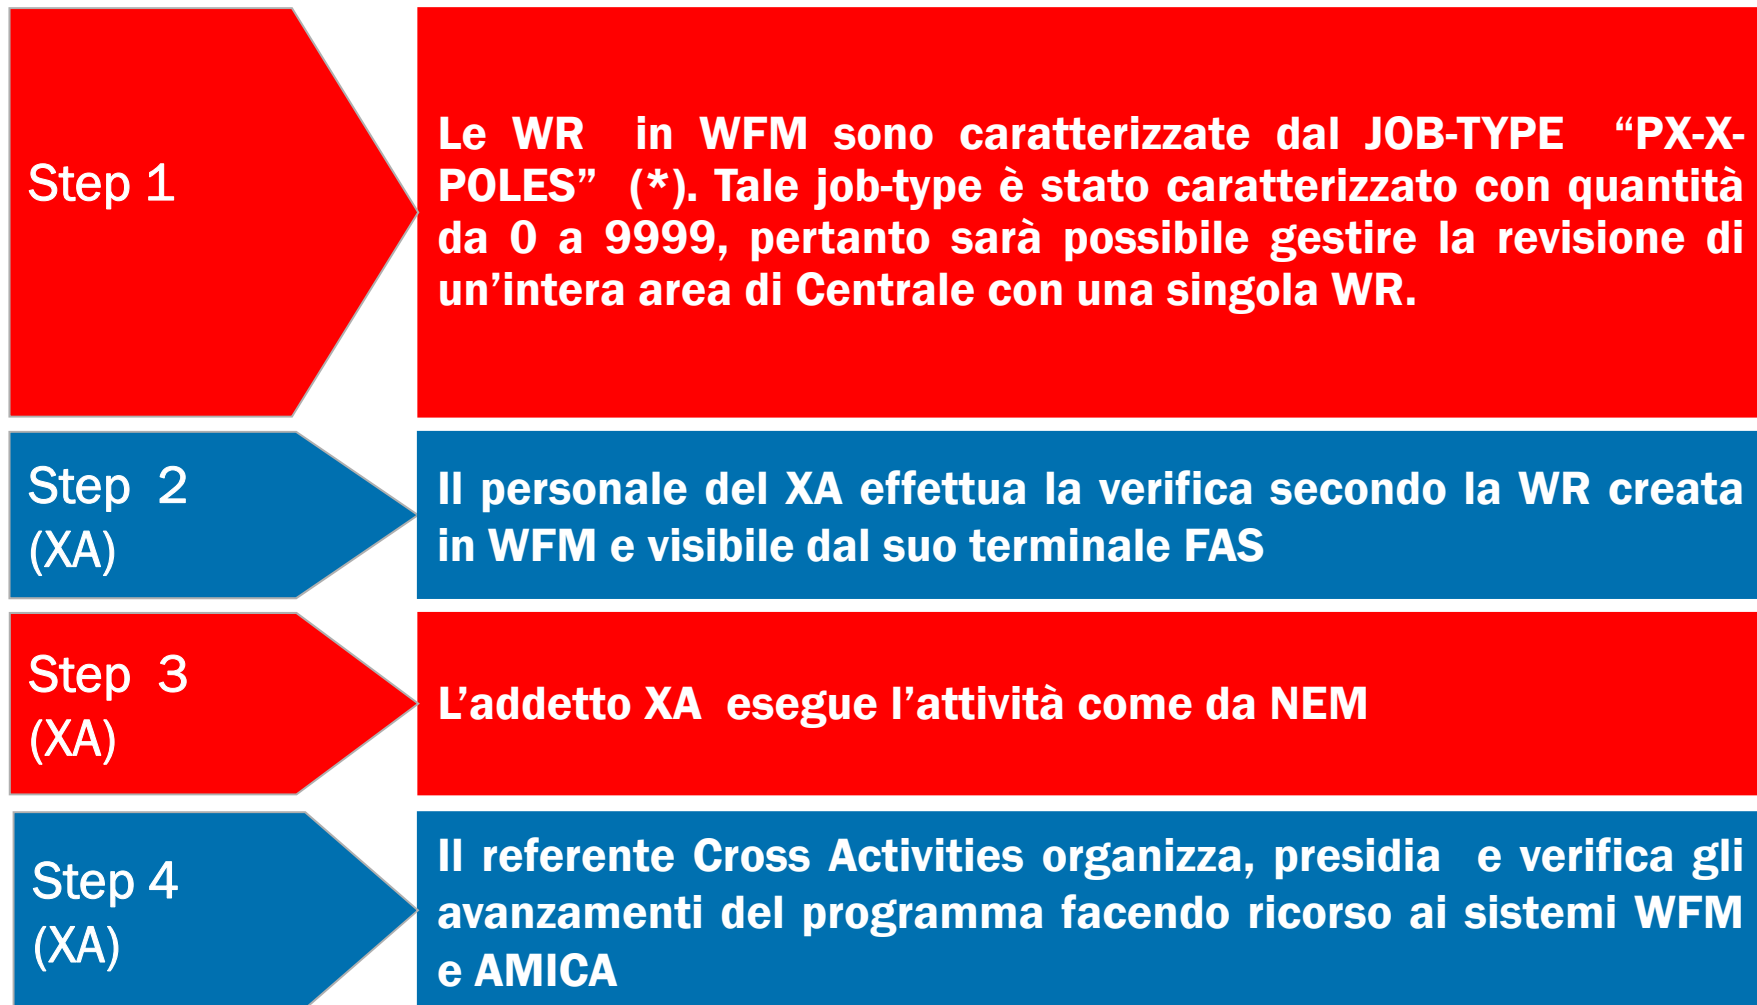 Step 1
Le WR in WFM sono caratterizzate dal JOB-TYPE “PX-X-
POLES” (*). Tale job-type è stato caratterizzato con quantità
da 0 a 9999, pertanto sarà possibile gestire la revisione di
un’intera area di Centrale con una singola WR.
Step 2
(XA)
Il personale del XA effettua la verifica secondo la WR creata
in WFM e visibile dal suo terminale FAS
Step 3
(XA)
L’addetto XA esegue l’attività come da NEM
Step 4
(XA)
Il referente Cross Activities organizza, presidia e verifica gli
avanzamenti del programma facendo ricorso ai sistemi WFM
e AMICA